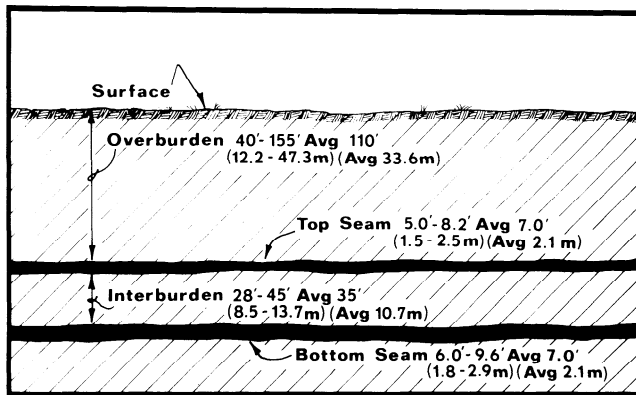 Surface
Overburden 40'-155' Avg 110'
(12.2-47.3m)(Avg 33.6m)
Top Seam 5.0'-8.2' Avg 7.0'
(1.5-2.5m)(Avg 2.1 m)
Interburden 28'-45' Avg 35'
(8.5-13.7m)(Avg 10.7m)
Bottom Seam 6.0'-9.6' Avg 7.0'
(1.8-2.9m)(Avg 2.1m)